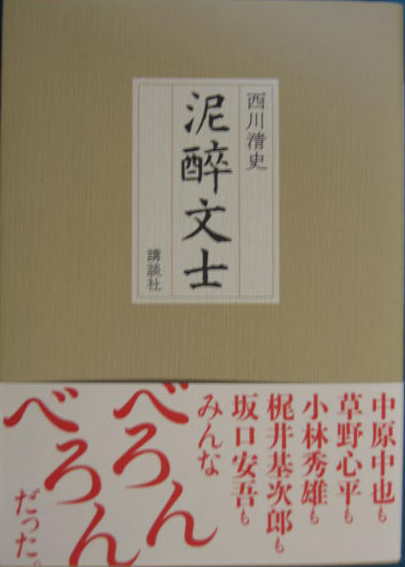 西川清史
泥酔文士
講談社
中原中也も
草野心平も
小林秀雄も
梶井基次郎も
坂口安吾も
みんな
べろん
べろん
だった。